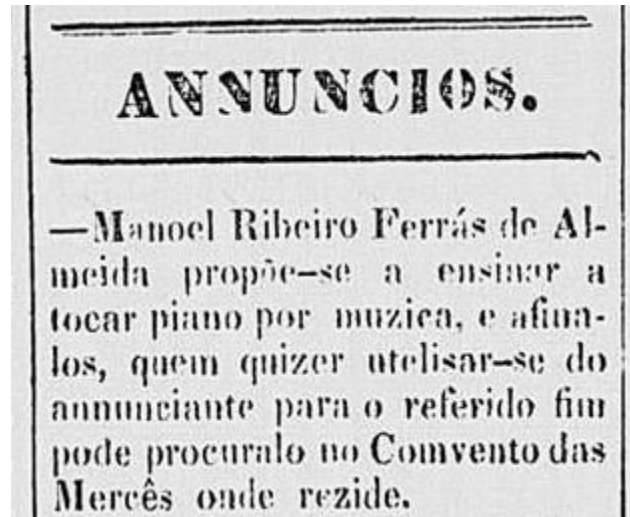 ANNUNCIOS.
—Manoel Ribeiro Ferrás de Al-
meida propõe-se a ensinar a
tocar piano por muzica, e afina-
los, quem quizer utelisar-se do
annunciante para o referido fim
pode procuralo no Comvento das
Mercês onde rezide.